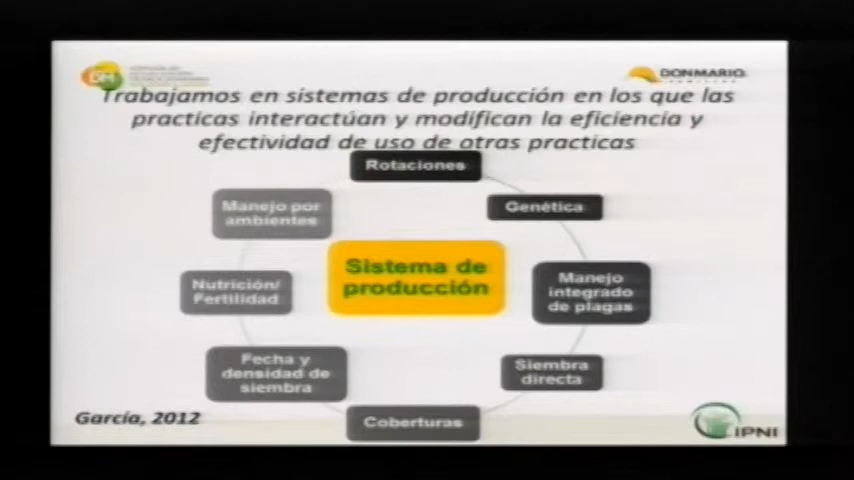 DM
DONMARIO
Trabajamos en sistemas de producción en los que las
practicas interactúan y modifican la eficiencia y
efectividad de uso de otras practicas
Rotaciones
Manejo por
ambientes
Genética
Sistema de
producción
Nutrición/
Fertilidad
Manejo
integrado
de plagas
Fecha y
densidad de
siembra
Siembra
directa
Coberturas
García, 2012
IPNI